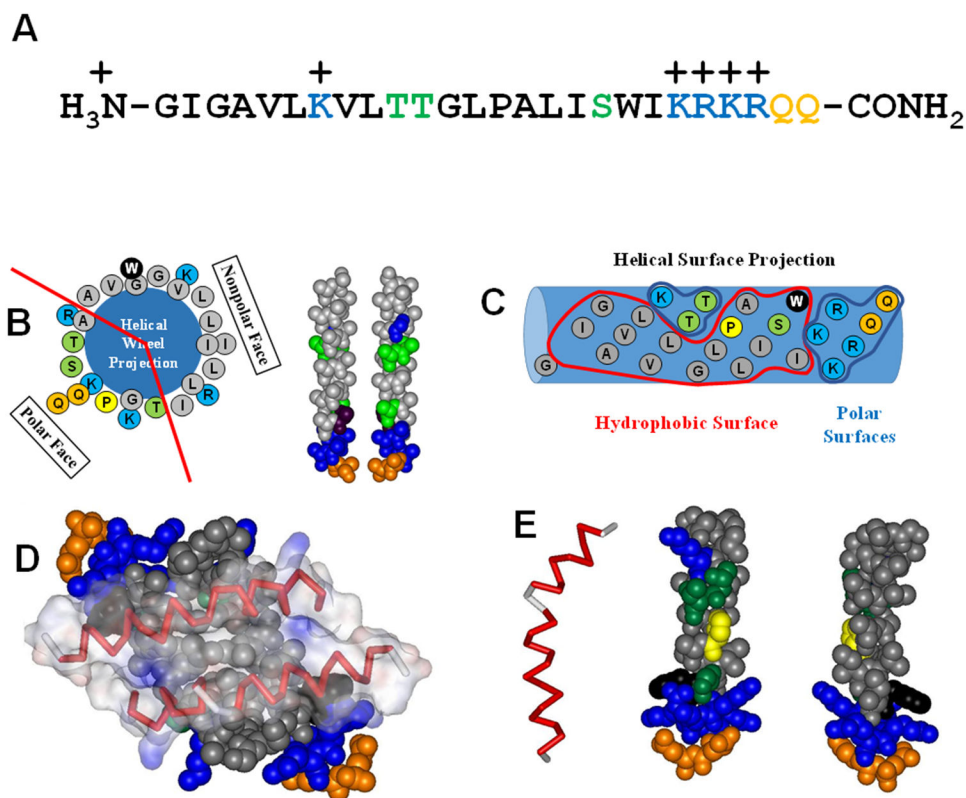 A
+ + ++++
H₃N-GIGAVLKVLTTGLPALISWIKRKRQQ-CONH₂
B
W K
A V G G V L
R A L
T I I
S L
Q Q K P K G T I L R
Helical
Wheel
Projection
Nonpolar Face
Polar Face
C
Helical Surface Projection
K T A W R Q
G L T P S K Q
I V L L I R
G A V G L I K
Hydrophobic Surface
Polar
Surfaces
D
E